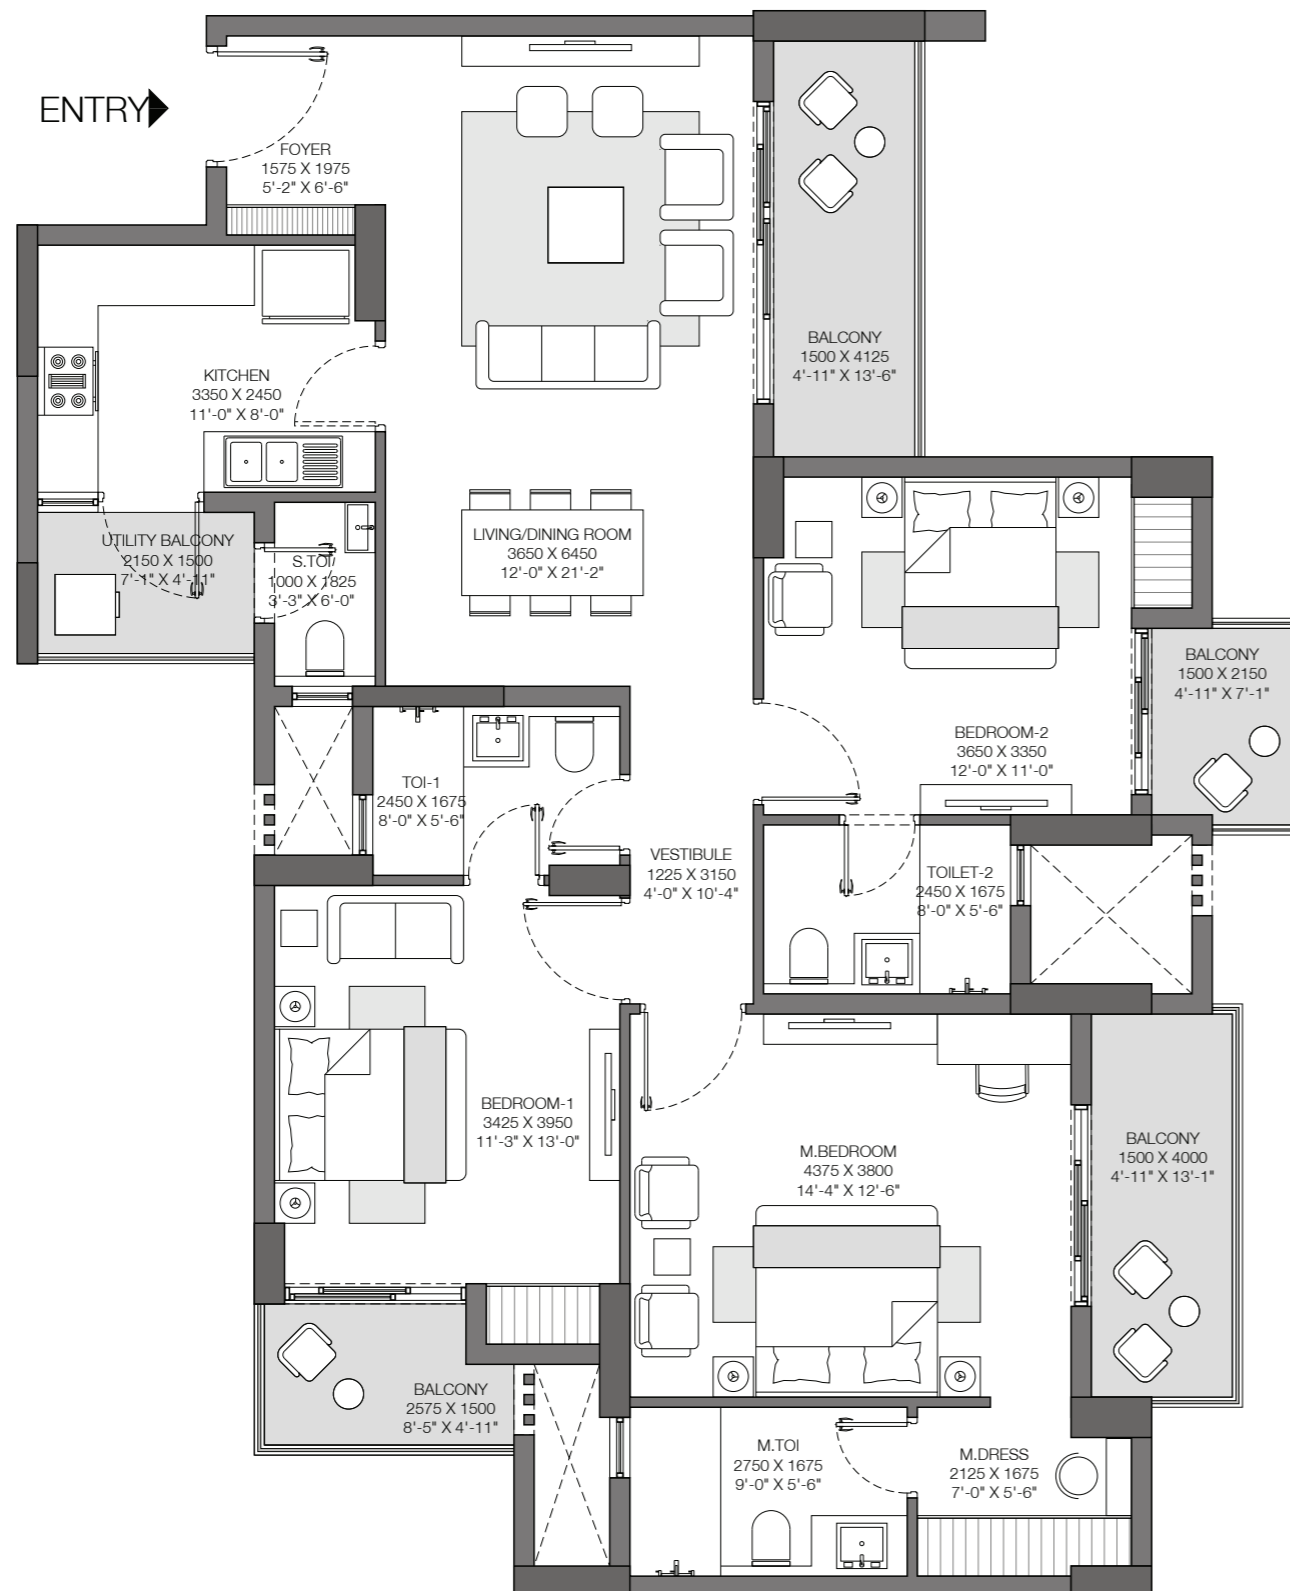 ENTRY
FOYER
1575 X 1975
5'-2" X 6'-6"
BALCONY
1500 X 4125
4'-11" X 13'-6"
KITCHEN
3350 X 2450
11'-0" X 8'-0"
LIVING/DINING ROOM
3650 X 6450
12'-0" X 21'-2"
UTILITY BALCONY
2150 X 1500
7'-1" X 4'-11"
S.TOI
1000 X 1825
3'-3" X 6'-0"
BALCONY
1500 X 2150
4'-11" X 7'-1"
BEDROOM-2
3650 X 3350
12'-0" X 11'-0"
TOI-1
2450 X 1675
8'-0" X 5'-6"
VESTIBULE
1225 X 3150
4'-0" X 10'-4"
TOILET-2
2450 X 1675
8'-0" X 5'-6"
BEDROOM-1
3425 X 3950
11'-3" X 13'-0"
M.BEDROOM
4375 X 3800
14'-4" X 12'-6"
BALCONY
1500 X 4000
4'-11" X 13'-1"
BALCONY
2575 X 1500
8'-5" X 4'-11"
M.TOI
2750 X 1675
9'-0" X 5'-6"
M.DRESS
2125 X 1675
7'-0" X 5'-6"